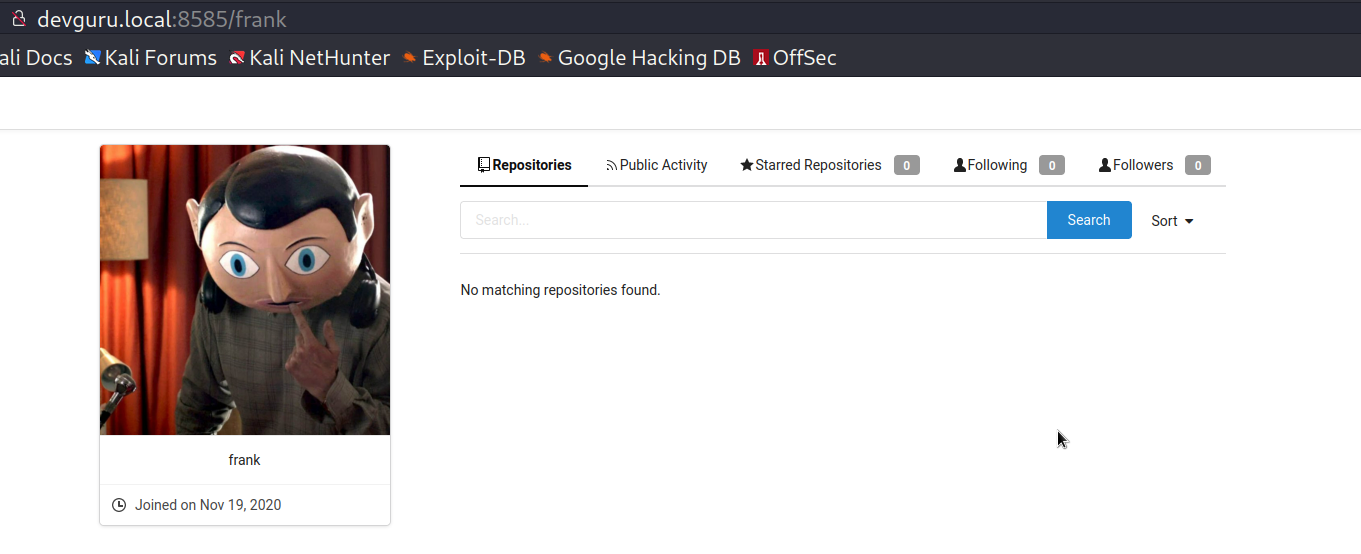 devguru.local:8585/frank
ali Docs Kali Forums Kali NetHunter Exploit-DB Google Hacking DB OffSec
Repositories Public Activity Starred Repositories 0 Following 0 Followers 0
Search... Search Sort
No matching repositories found.
frank
Joined on Nov 19, 2020